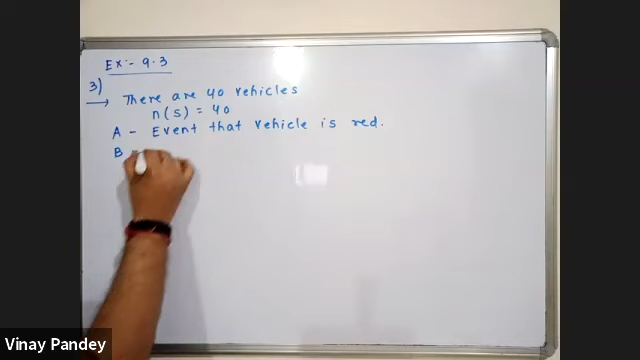 Ex:- 9.3
3)
→ There are 40 vehicles
n(s) = 40
A - Event that vehicle is red.
B -
Vinay Pandey